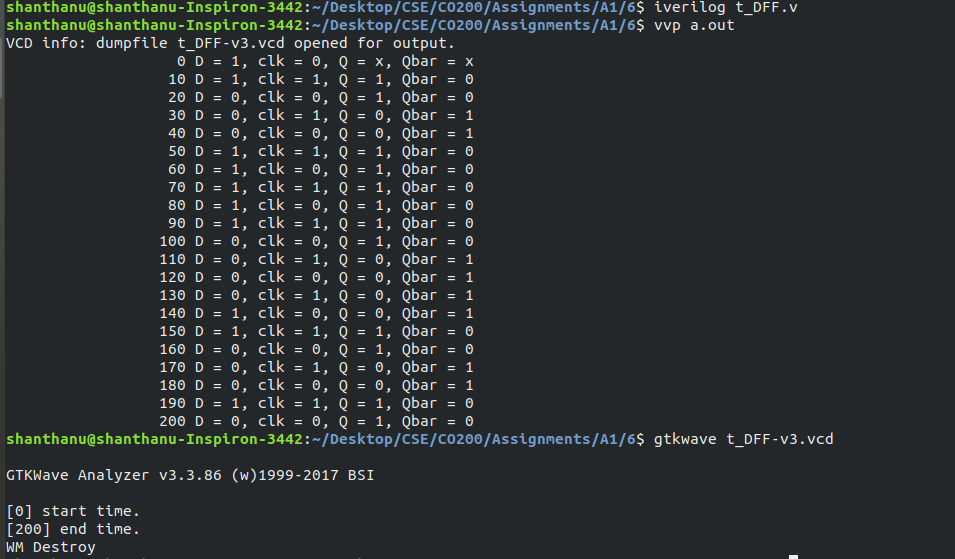 shanthanu@shanthanu-Inspiron-3442:~/Desktop/CSE/CO200/Assignments/A1/6$ iverilog t_DFF.v
shanthanu@shanthanu-Inspiron-3442:~/Desktop/CSE/CO200/Assignments/A1/6$ vvp a.out
VCD info: dumpfile t_DFF-v3.vcd opened for output.
0 D = 1, clk = 0, Q = x, Qbar = x
10 D = 1, clk = 1, Q = 1, Qbar = 0
20 D = 0, clk = 0, Q = 1, Qbar = 0
30 D = 0, clk = 1, Q = 0, Qbar = 1
40 D = 0, clk = 0, Q = 0, Qbar = 1
50 D = 1, clk = 1, Q = 1, Qbar = 0
60 D = 1, clk = 0, Q = 1, Qbar = 0
70 D = 1, clk = 1, Q = 1, Qbar = 0
80 D = 1, clk = 0, Q = 1, Qbar = 0
90 D = 1, clk = 1, Q = 1, Qbar = 0
100 D = 0, clk = 0, Q = 1, Qbar = 0
110 D = 0, clk = 1, Q = 0, Qbar = 1
120 D = 0, clk = 0, Q = 0, Qbar = 1
130 D = 0, clk = 1, Q = 0, Qbar = 1
140 D = 1, clk = 0, Q = 0, Qbar = 1
150 D = 1, clk = 1, Q = 1, Qbar = 0
160 D = 0, clk = 0, Q = 1, Qbar = 0
170 D = 0, clk = 1, Q = 0, Qbar = 1
180 D = 0, clk = 0, Q = 0, Qbar = 1
190 D = 1, clk = 1, Q = 1, Qbar = 0
200 D = 0, clk = 0, Q = 1, Qbar = 0
shanthanu@shanthanu-Inspiron-3442:~/Desktop/CSE/CO200/Assignments/A1/6$ gtkwave t_DFF-v3.vcd
GTKWave Analyzer v3.3.86 (w)1999-2017 BSI
[0] start time.
[200] end time.
WM Destroy